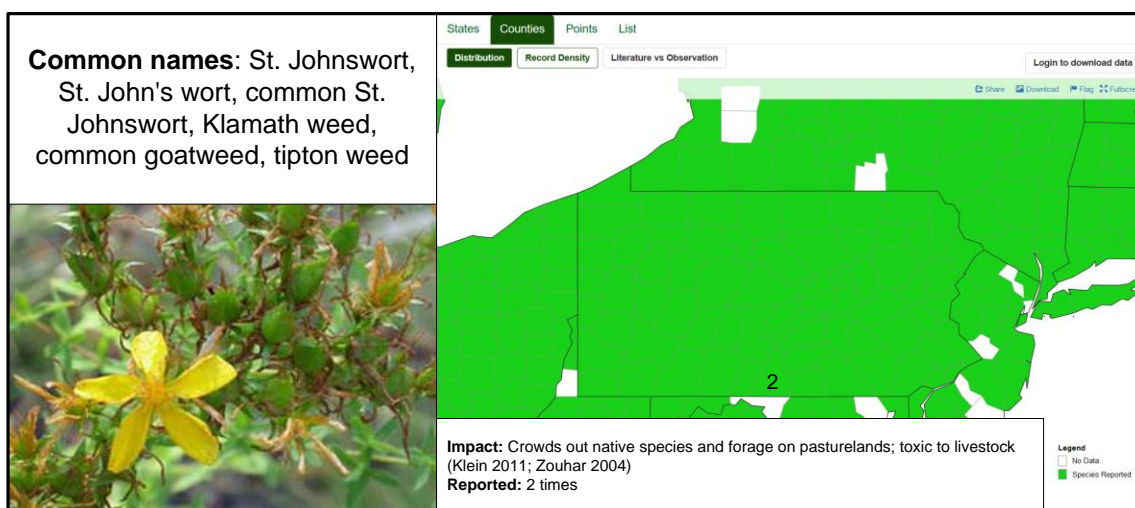 Common names: St. Johnswort,
St. John's wort, common St.
Johnswort, Klamath weed,
common goatweed, tipton weed
States Counties Points List
Distribution Record Density Literature vs Observation Login to download data
Share Download Flag Fullscre
2
Impact: Crowds out native species and forage on pasturelands; toxic to livestock
(Klein 2011; Zouhar 2004)
Reported: 2 times
Legend
No Data
Species Reported